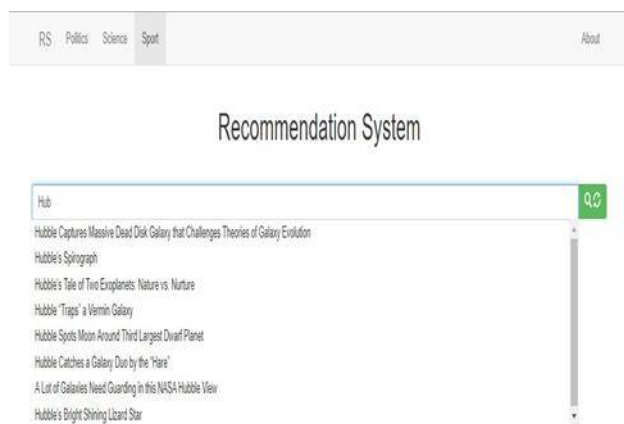 RS Politics Science Sport About
Recommendation System
Hub
Hubble Captures Massive Dead Disk Galaxy that Challenges Theories of Galaxy Evolution
Hubble's Spirograph
Hubble's Tale of Two Exoplanets: Nature vs. Nurture
Hubble "Traps" a Vermin Galaxy
Hubble Spots Moon Around Third Largest Dwarf Planet
Hubble Catches a Galaxy Duo by the "Hare"
A Lot of Galaxies Need Guarding in this NASA Hubble View
Hubble's Bright Shining Lizard Star